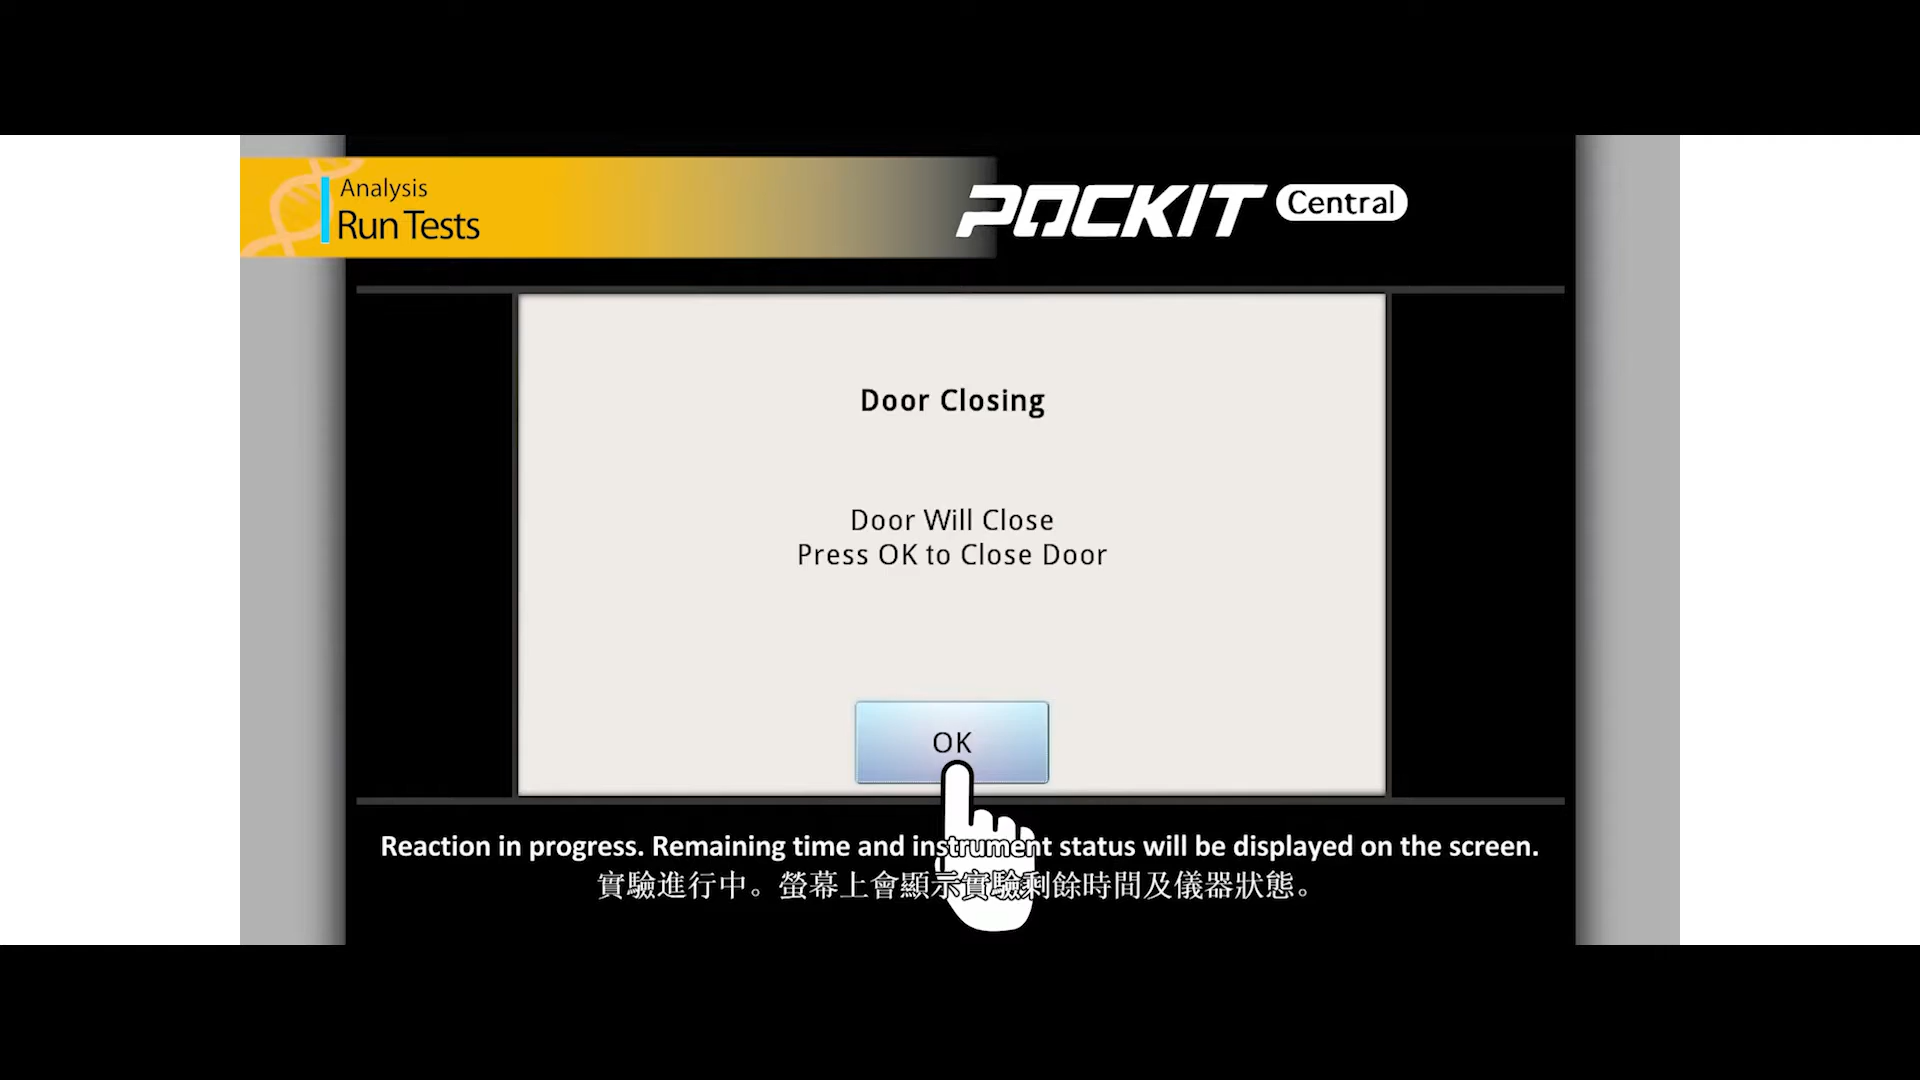 Analysis
Run Tests
POCKIT Central
Door Closing
Door Will Close
Press OK to Close Door
OK
Reaction in progress. Remaining time and instrument status will be displayed on the screen.
實驗進行中。螢幕上會顯示實驗剩餘時間及儀器狀態。